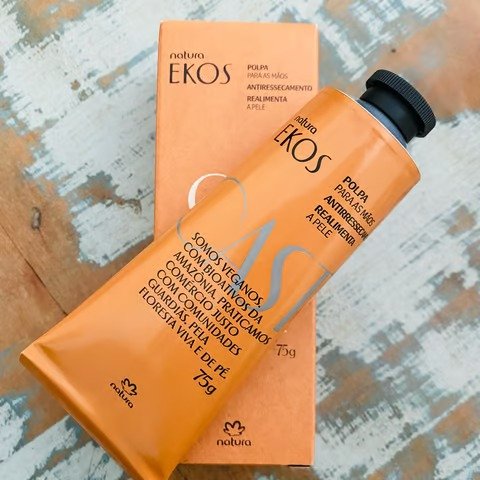 natura
EKOS
POLPA
PARA AS MÃOS
ANTIRRESSECAMENTO
REALIMENTA
A PELE
75g
natura
natura
EKOS
POLPA
PARA AS MÃOS
REALIMENTA
A PELE
CAST
SOMOS VEGANOS,
COM BIOATIVOS DA
AMAZÔNIA. PRATICAMOS
COMÉRCIO JUSTO
COM COMUNIDADES
GUARDIÃS, PELA
FLORESTA VIVA E DE PÉ.
75g
natura